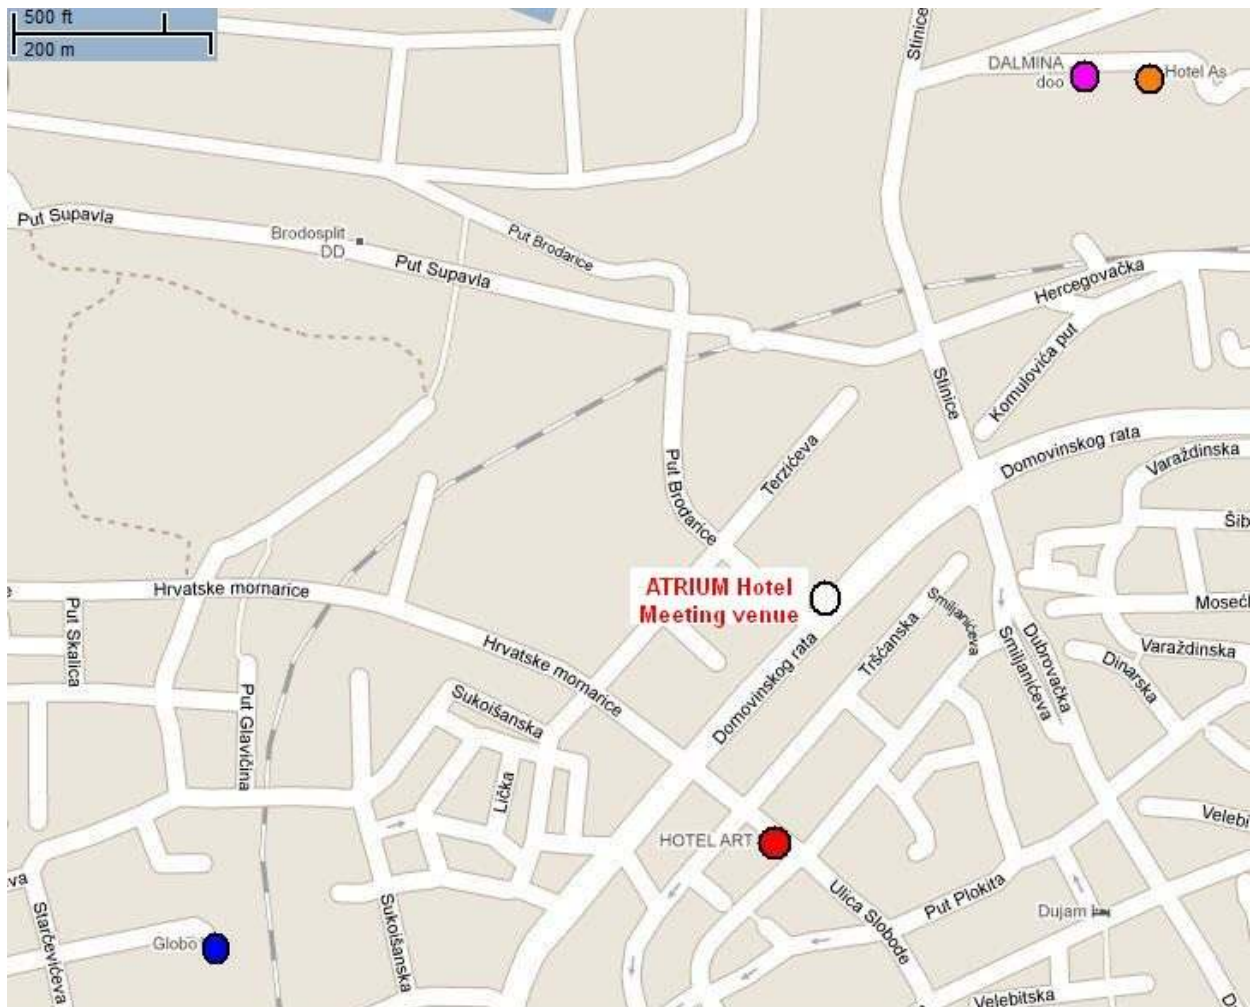 500 ft
200 m
Stinice
DALMINA
doo
Hotel As
Put Supavla
Brodosplit
DD
Put Brodarice
Put Supavla
Hercegovačka
Komulovića put
Stinice
Domovinskog rata
Varaždinska
Terzićeva
Put Brodarice
Šib
ATRIUM Hotel
Meeting venue
Hrvatske mornarice
Put Skalica
Smiljanićeva
Mosećk
Tršćanska
Dubrovačka
Smiljanićeva
Varaždinska
Dinarska
Hrvatske mornarice
Domovinskog rata
Put Glavičina
Sukoišanska
Lička
Velebi
HOTEL ART
Ulica Slobode
Put Plokita
Dujam
Starčevićeva
Sukoišanska
Globo
Velebitska